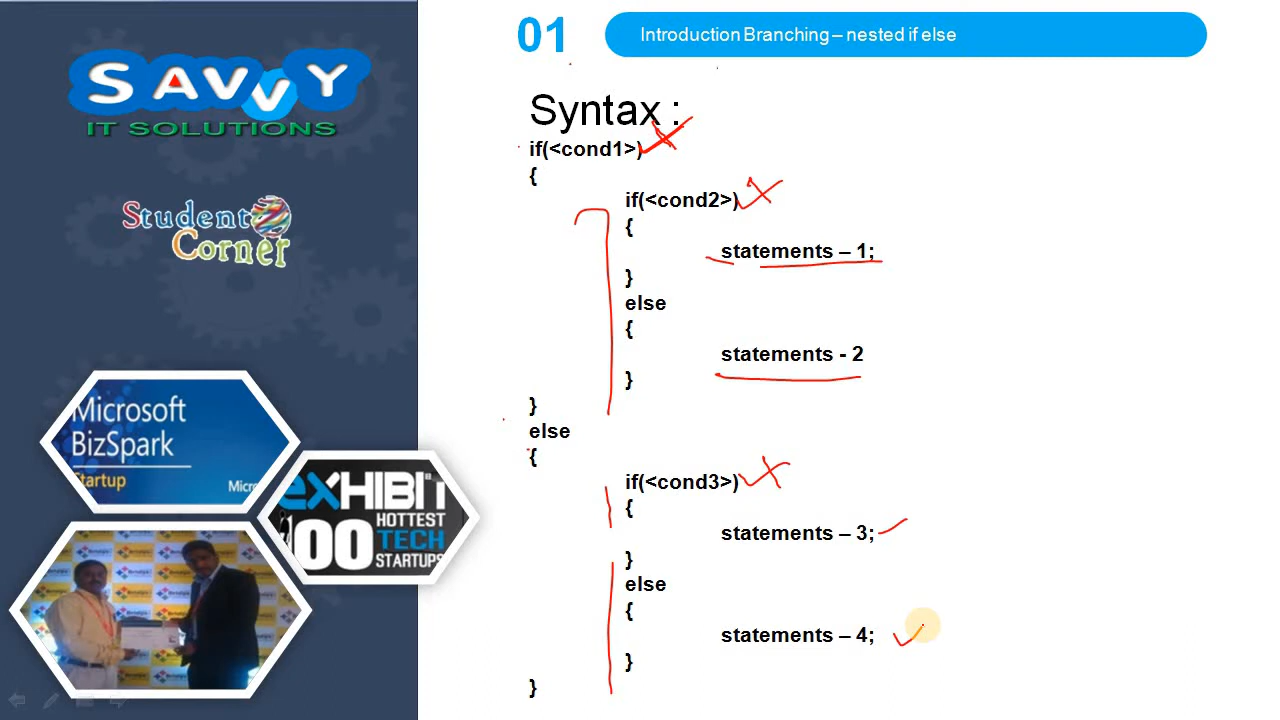 SAVVY
IT SOLUTIONS
Student
Corner
Microsoft
BizSpark
Startup
Micr
eXHIBIT
100 HOTTEST
TECH
STARTUPS
01
Introduction Branching – nested if else
Syntax :
if(<cond1>)
{
if(<cond2>)
{
statements – 1;
}
else
{
statements - 2
}
}
else
{
if(<cond3>)
{
statements – 3;
}
else
{
statements – 4;
}
}